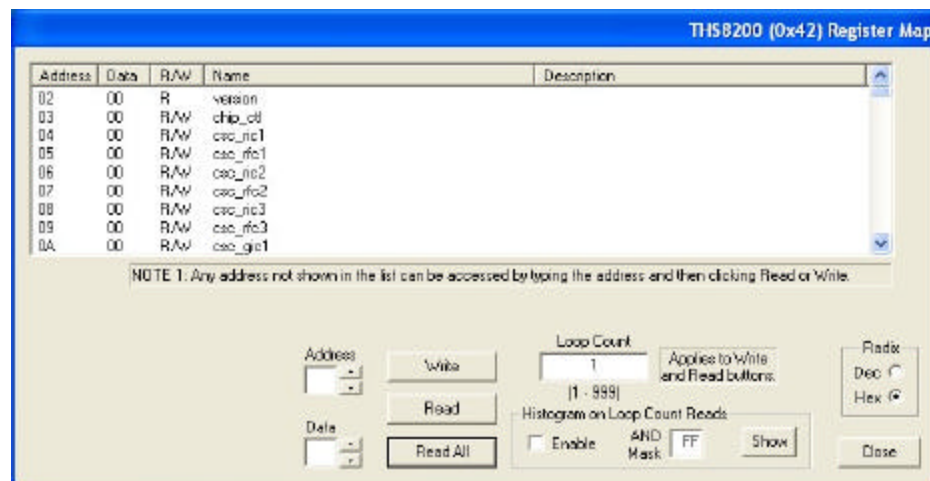 THS8200 (0x42) Register Map
Address Data R/W Name Description
02 00 R version
03 00 R/W chip_ctl
04 00 R/W csc_ric1
05 00 R/W csc_rfc1
06 00 R/W csc_ric2
07 00 R/W csc_rfc2
08 00 R/W csc_ric3
09 00 R/W csc_rfc3
0A 00 R/W csc_gic1
NOTE 1: Any address not shown in the list can be accessed by typing the address and then clicking Read or Write.
Address
Write
Read
Data
Read All
Loop Count
1
(1 - 999)
Applies to Write
and Read buttons.
Histogram on Loop Count Reads
Enable
AND
Mask
FF
Show
Radix
Dec
Hex
Close